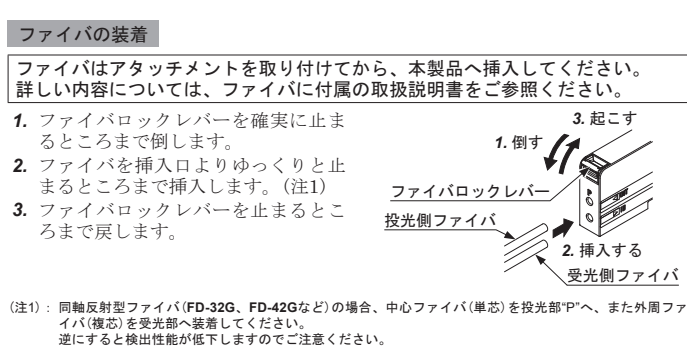 ファイバの装着
ファイバはアタッチメントを取り付けてから、本製品へ挿入してください。
詳しい内容については、ファイバに付属の取扱説明書をご参照ください。
1. ファイバロックレバーを確実に止ま
るところまで倒します。
2. ファイバを挿入口よりゆっくりと止
まるところまで挿入します。(注1)
3. ファイバロックレバーを止まるとこ
ろまで戻します。
3. 起こす
1. 倒す
ファイバロックレバー
投光側ファイバ
P
2. 挿入する
受光側ファイバ
(注1) : 同軸反射型ファイバ(FD-32G、FD-42Gなど)の場合、中心ファイバ(単芯)を投光部“P”へ、また外周ファ
イバ(複芯)を受光部へ装着してください。
逆にすると検出性能が低下しますのでご注意ください。